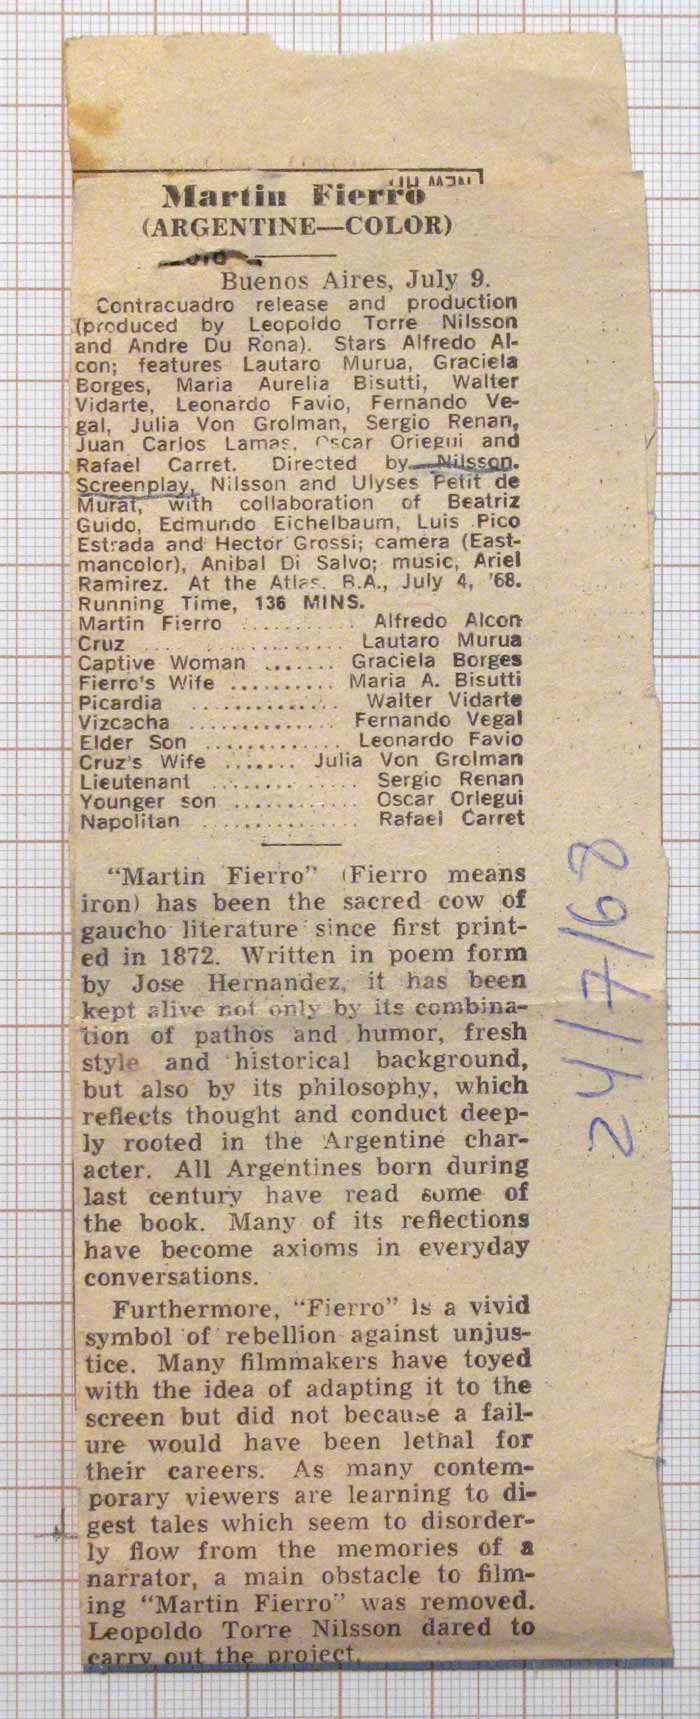 Martin Fierro
(ARGENTINE—COLOR)
Buenos Aires, July 9.
Contracuadro release and production
(produced by Leopoldo Torre Nilsson
and Andre Du Rona). Stars Alfredo Al-
con; features Lautaro Murua, Graciela
Borges, Maria Aurelia Bisutti, Walter
Vidarte, Leonardo Favio, Fernando Ve-
gal, Julia Von Grolman, Sergio Renan,
Juan Carlos Lamas, Oscar Oriegui and
Rafael Carret. Directed by Nilsson.
Screenplay, Nilsson and Ulyses Petit de
Murat, with collaboration of Beatriz
Guido, Edmundo Eichelbaum, Luis Pico
Estrada and Hector Grossi; camera (East-
mancolor), Anibal Di Salvo; music, Ariel
Ramirez. At the Atlas, B.A., July 4, '68.
Running Time, 136 MINS.
Martin Fierro .......... Alfredo Alcon
Cruz .................... Lautaro Murua
Captive Woman ....... Graciela Borges
Fierro's Wife .......... Maria A. Bisutti
Picardia .............. Walter Vidarte
Vizcacha .............. Fernando Vegal
Elder Son ............. Leonardo Favio
Cruz's Wife ....... Julia Von Grolman
Lieutenant .............. Sergio Renan
Younger son ............ Oscar Orlegui
Napolitan ............... Rafael Carret
"Martin Fierro" (Fierro means
iron) has been the sacred cow of
gaucho literature since first print-
ed in 1872. Written in poem form
by Jose Hernandez, it has been
kept alive not only by its combina-
tion of pathos and humor, fresh
style and historical background,
but also by its philosophy, which
reflects thought and conduct deep-
ly rooted in the Argentine char-
acter. All Argentines born during
last century have read some of
the book. Many of its reflections
have become axioms in everyday
conversations.
Furthermore, "Fierro" is a vivid
symbol of rebellion against unjus-
tice. Many filmmakers have toyed
with the idea of adapting it to the
screen but did not because a fail-
ure would have been lethal for
their careers. As many contem-
porary viewers are learning to di-
gest tales which seem to disorder-
ly flow from the memories of a
narrator, a main obstacle to film-
ing "Martin Fierro" was removed.
Leopoldo Torre Nilsson dared to
carry out the project.
24/7/68